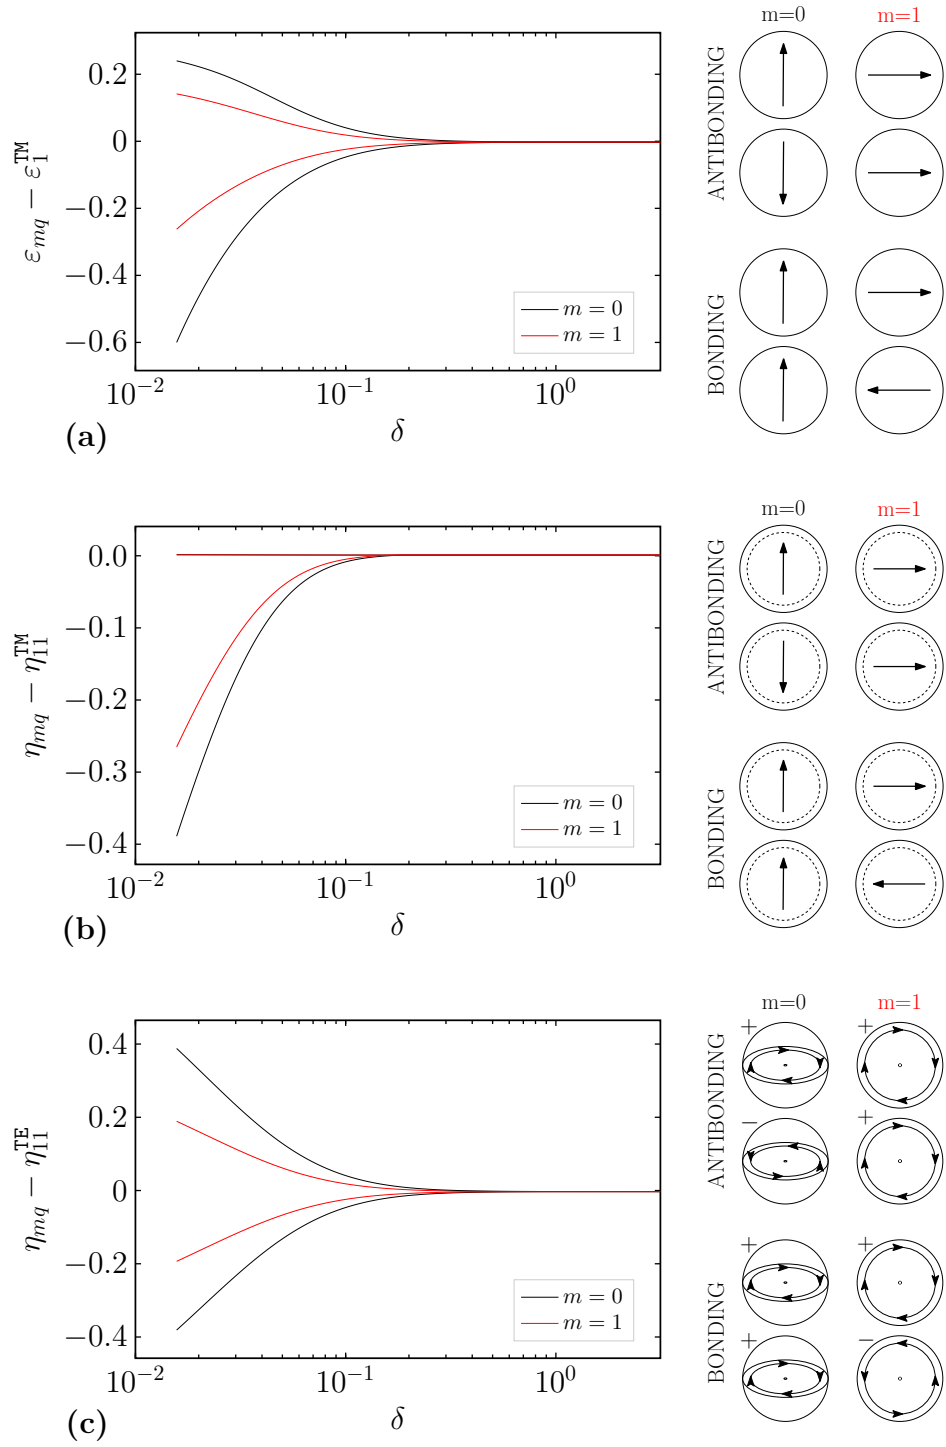 m=0 m=1
0.2
0
−0.2
−0.4
−0.6
ε_{mq} − ε_1^{TM}
m = 0
m = 1
10^{−2} 10^{−1} 10^0
δ
(a)
ANTIBONDING
BONDING
m=0 m=1
0.0
−0.1
−0.2
−0.3
−0.4
η_{mq} − η_{11}^{TM}
m = 0
m = 1
10^{−2} 10^{−1} 10^0
δ
(b)
ANTIBONDING
BONDING
m=0 m=1
0.4
0.2
0
−0.2
−0.4
η_{mq} − η_{11}^{TE}
m = 0
m = 1
10^{−2} 10^{−1} 10^0
δ
(c)
ANTIBONDING
+ +
− +
BONDING
+ +
+ −